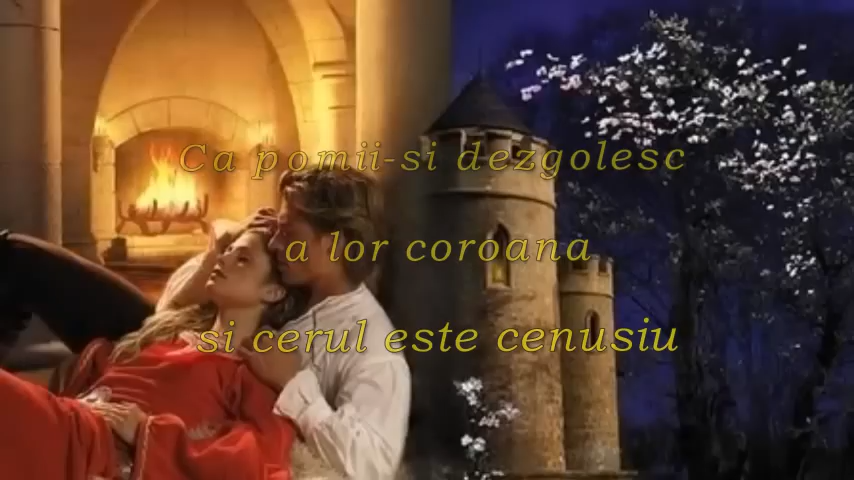 Ca pomii-si dezgolesc
a lor coroana
si cerul este cenusiu